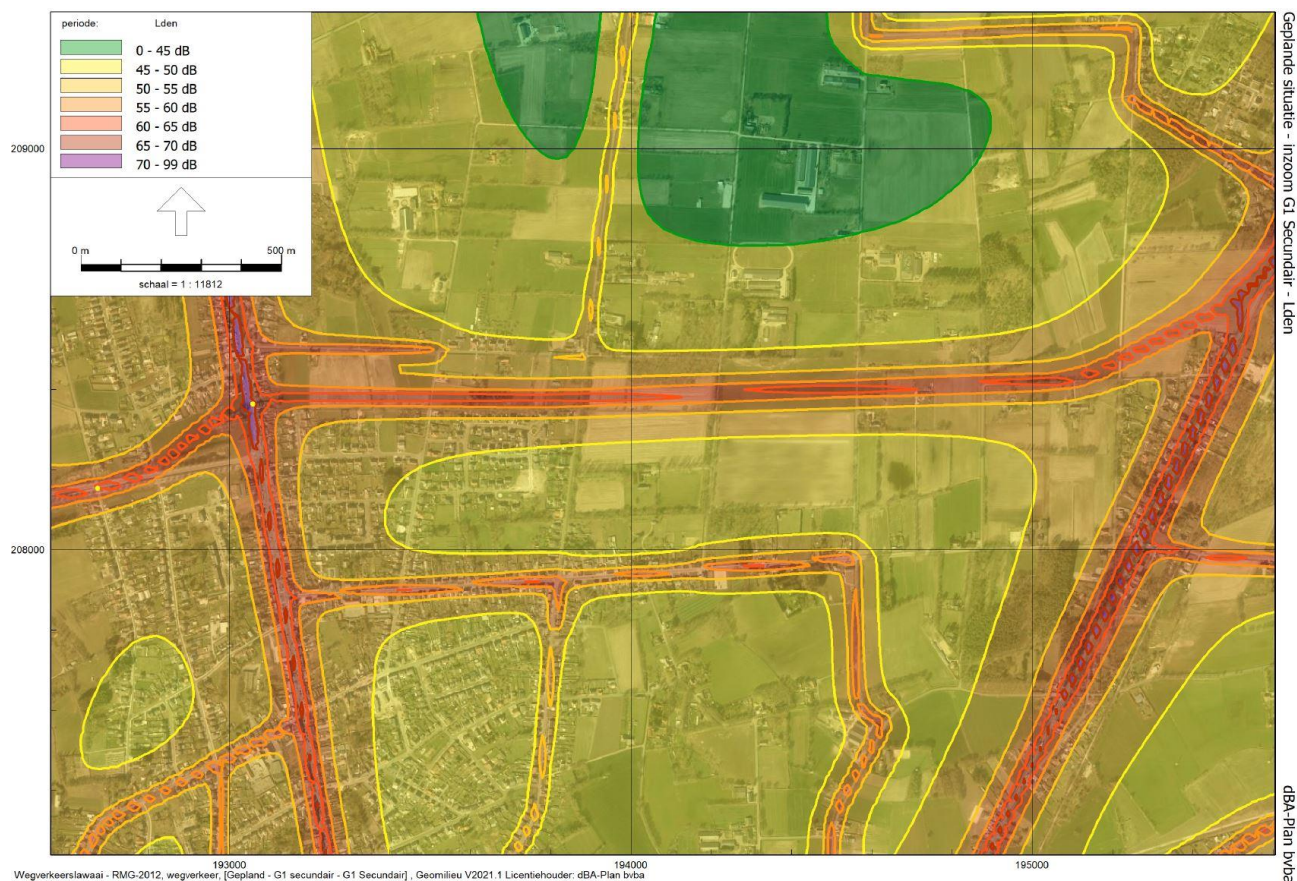 periode: Lden
0 - 45 dB
45 - 50 dB
50 - 55 dB
55 - 60 dB
60 - 65 dB
65 - 70 dB
70 - 99 dB
0 m 500 m
schaal = 1 : 11812
209000
208000
193000 194000 195000
Geplande situatie - inzoom G1 Secundair - Lden
dBA-Plan bvba
Wegverkeerslawaai - RMG-2012, wegverkeer, [Gepland - G1 secundair - G1 Secundair] , Geomilieu V2021.1 Licentiehouder: dBA-Plan bvba